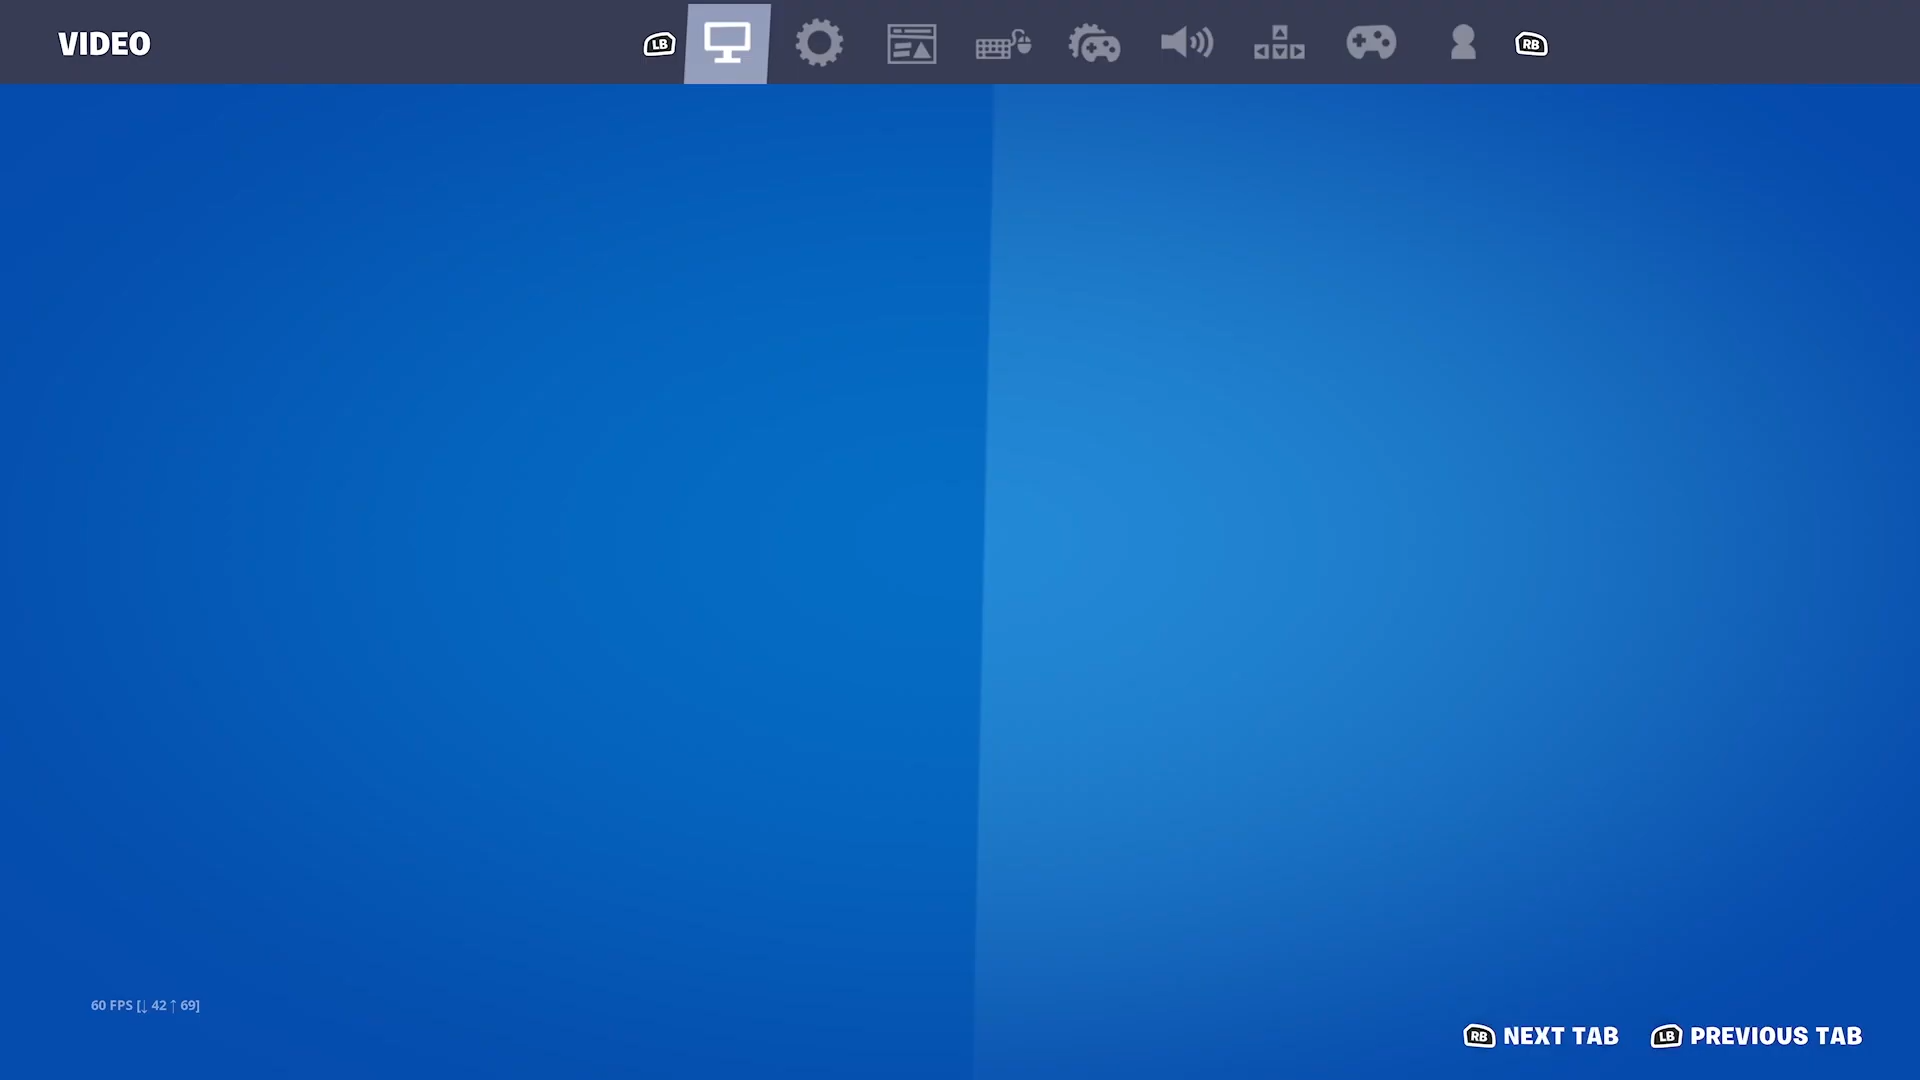 VIDEO
LB
RB
60 FPS [↓ 42 ↑ 69]
RB NEXT TAB LB PREVIOUS TAB